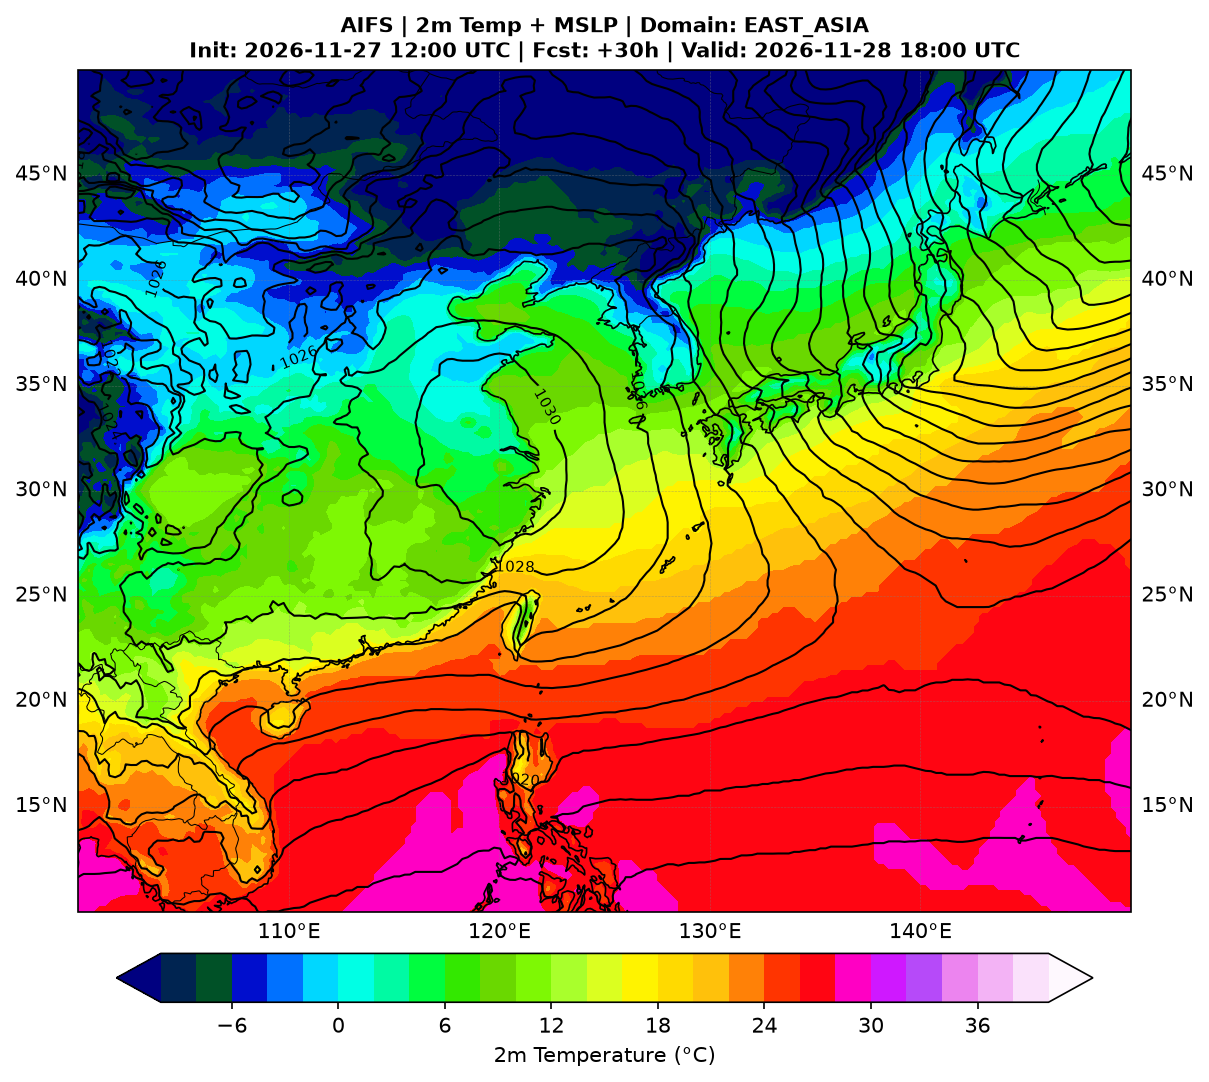 AIFS | 2m Temp + MSLP | Domain: EAST_ASIA
Init: 2026-11-27 12:00 UTC | Fcst: +30h | Valid: 2026-11-28 18:00 UTC
45°N
45°N
40°N
40°N
35°N
35°N
30°N
30°N
25°N
25°N
20°N
20°N
15°N
15°N
1028
1026
1024
1030
1028
1020
110°E
120°E
130°E
140°E
−6
0
6
12
18
24
30
36
2m Temperature (°C)